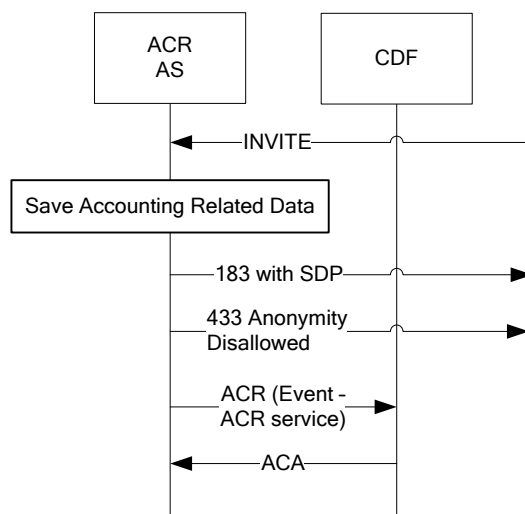 ACR
AS
CDF
INVITE
Save Accounting Related Data
183 with SDP
433 Anonymity
Disallowed
ACR (Event –
ACR service)
ACA